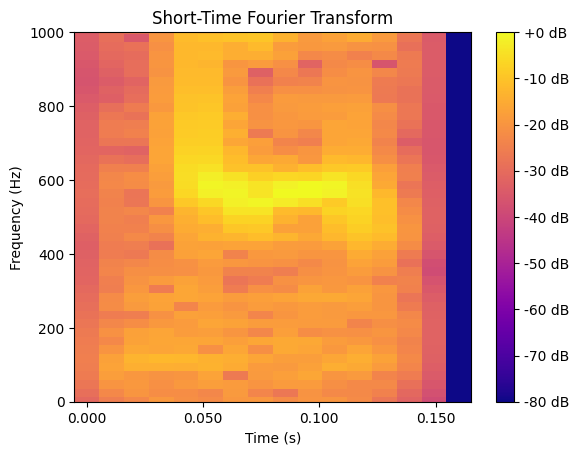 Short-Time Fourier Transform
1000
800
600
400
200
0
Frequency (Hz)
0.000
0.050
0.100
0.150
Time (s)
+0 dB
-10 dB
-20 dB
-30 dB
-40 dB
-50 dB
-60 dB
-70 dB
-80 dB